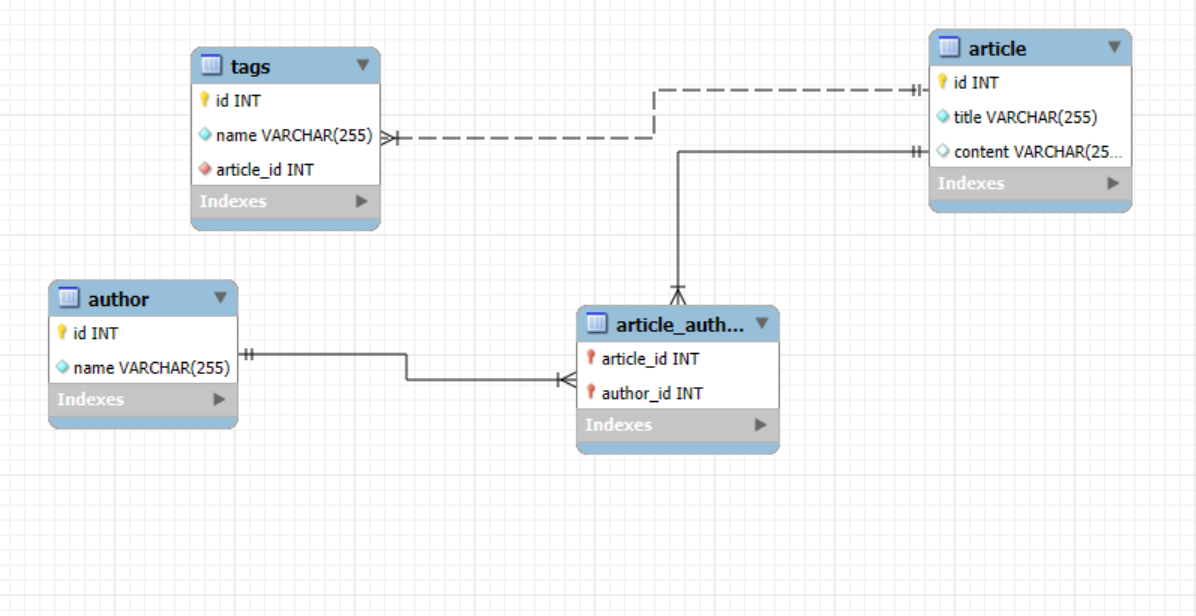 tags
id INT
name VARCHAR(255)
article_id INT
Indexes
article
id INT
title VARCHAR(255)
content VARCHAR(25...
Indexes
author
id INT
name VARCHAR(255)
Indexes
article_auth...
article_id INT
author_id INT
Indexes